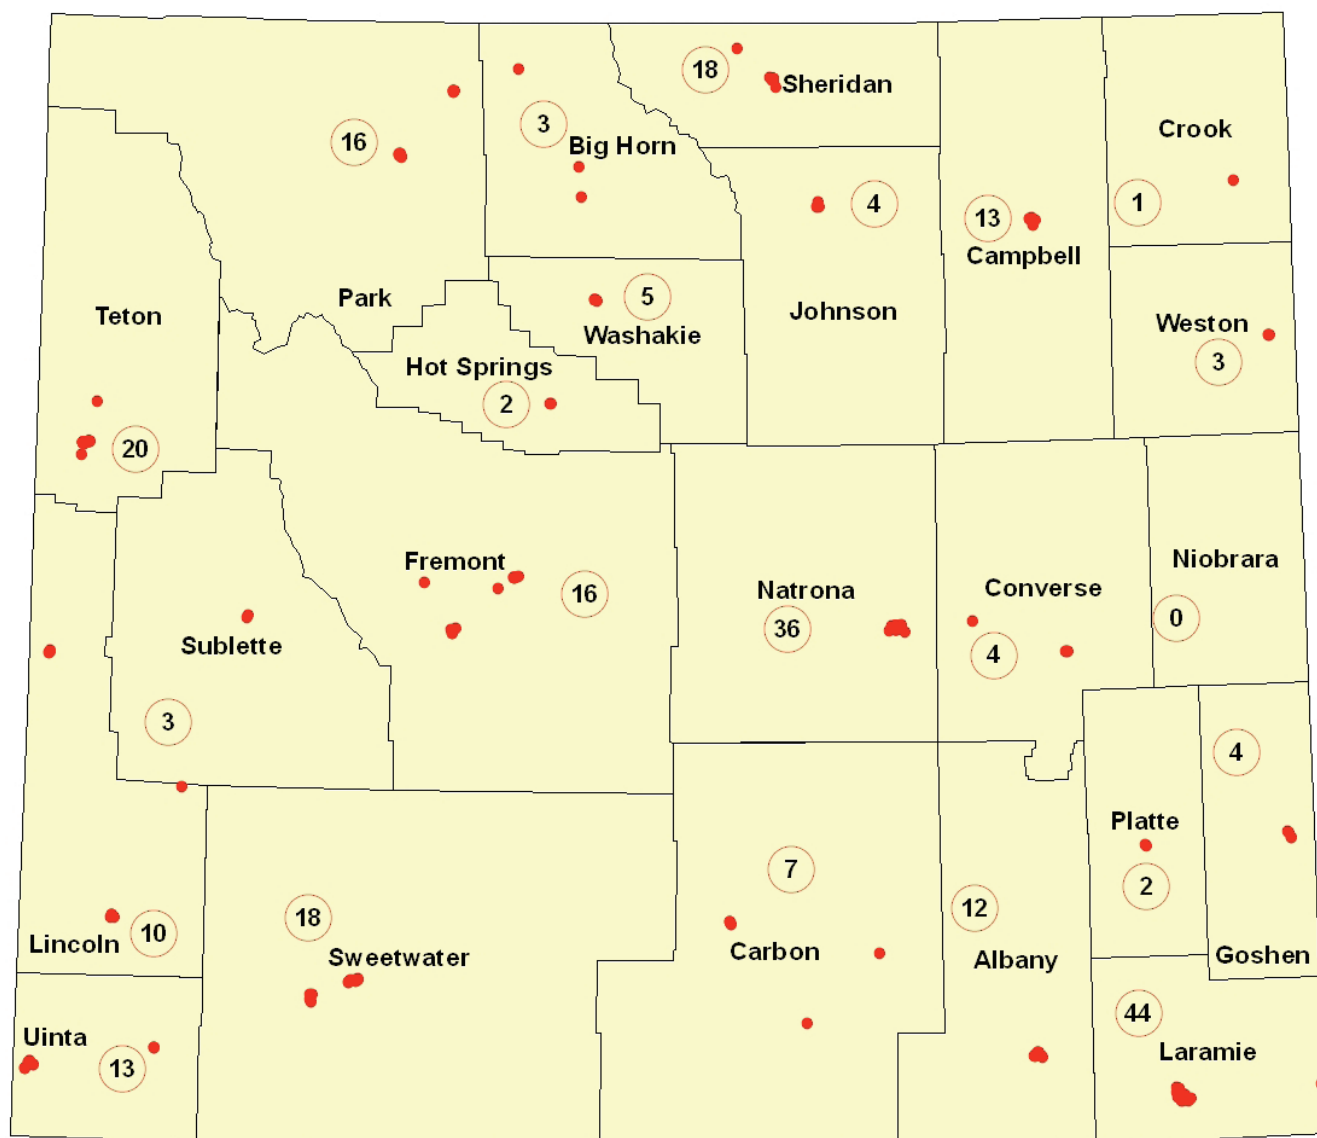 18
Sheridan
3
Big Horn
16
Crook
1
4
13
Campbell
Park
Teton
5
Washakie
Johnson
Weston
3
Hot Springs
2
20
Fremont
16
Natrona
36
Converse
4
Niobrara
0
Sublette
3
4
Platte
2
7
Carbon
12
Albany
Goshen
Lincoln
10
18
Sweetwater
Uinta
13
44
Laramie